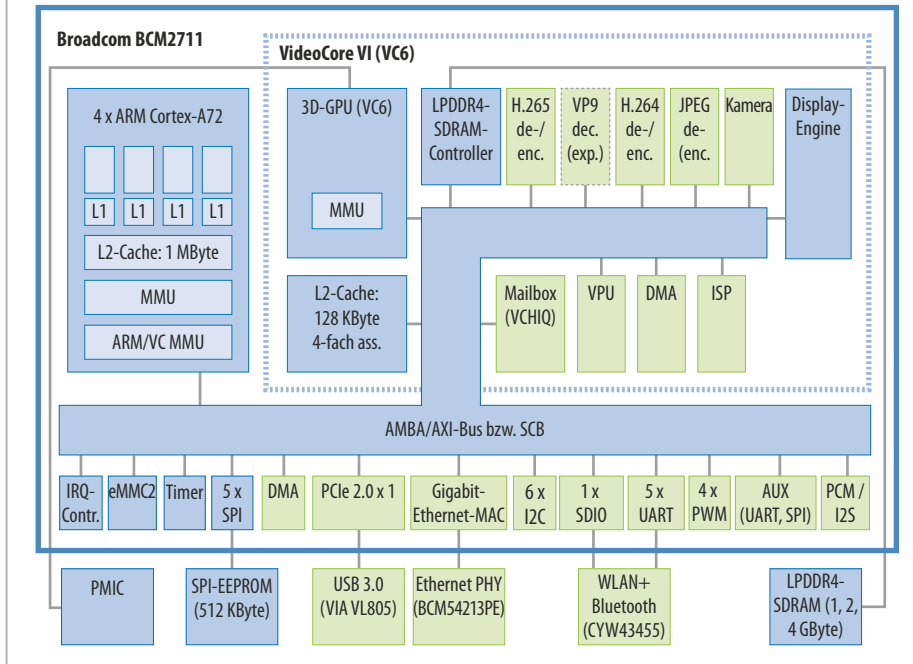 Broadcom BCM2711
VideoCore VI (VC6)
4 x ARM Cortex-A72
L1
L1
L1
L1
L2-Cache: 1 MByte
MMU
ARM/VC MMU
3D-GPU (VC6)
MMU
LPDDR4-
SDRAM-
Controller
H.265
de-/
enc.
VP9
dec.
(exp.)
H.264
de-/
enc.
JPEG
de-
(enc.
Kamera
Display-
Engine
L2-Cache:
128 KByte
4-fach ass.
Mailbox
(VCHIQ)
VPU
DMA
ISP
AMBA/AXI-Bus bzw. SCB
IRQ-
Contr.
eMMC2
Timer
5 x
SPI
DMA
PCIe 2.0 x 1
Gigabit-
Ethernet-MAC
6 x
I2C
1 x
SDIO
5 x
UART
4 x
PWM
AUX
(UART, SPI)
PCM /
I2S
PMIC
SPI-EEPROM
(512 KByte)
USB 3.0
(VIA VL805)
Ethernet PHY
(BCM54213PE)
WLAN+
Bluetooth
(CYW43455)
LPDDR4-
SDRAM (1, 2,
4 GByte)